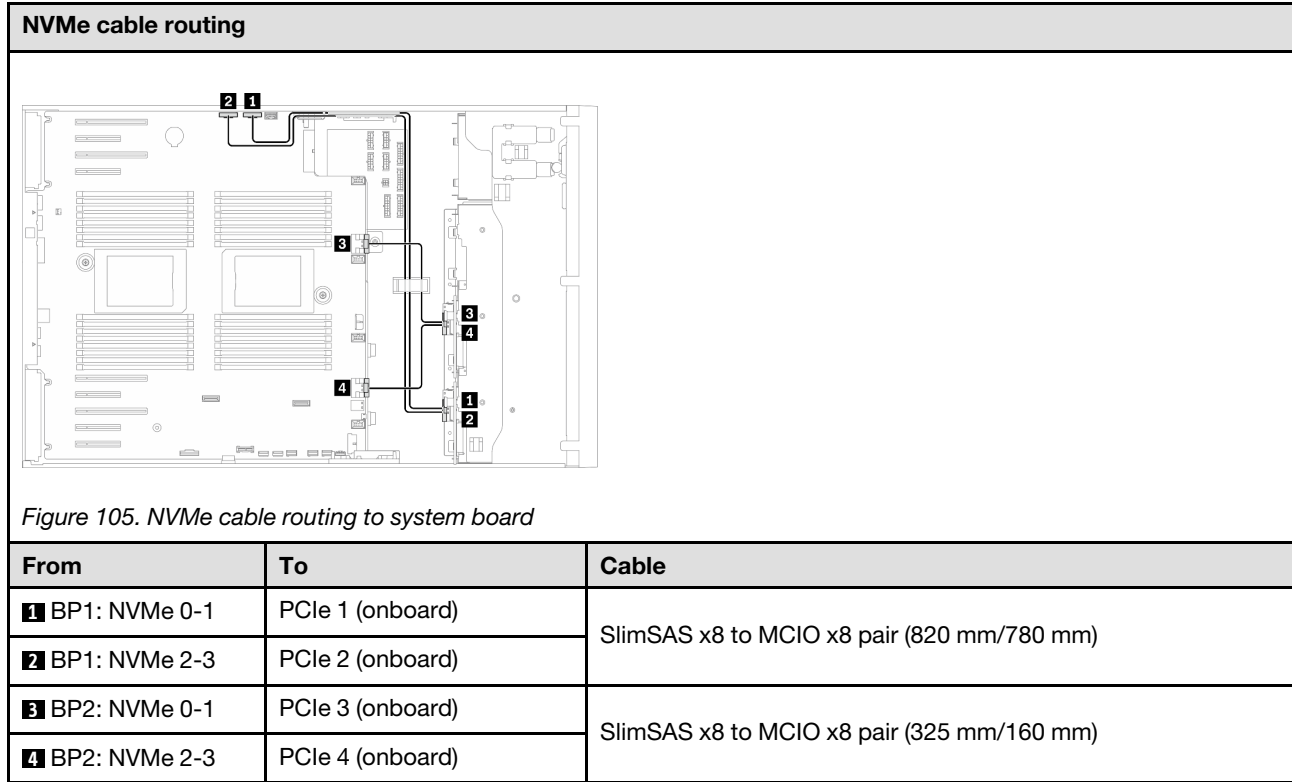 NVMe cable routing
2 1
3
3
4
4
1
2
Figure 105. NVMe cable routing to system board
From To Cable
1 BP1: NVMe 0-1 PCIe 1 (onboard) SlimSAS x8 to MCIO x8 pair (820 mm/780 mm)
2 BP1: NVMe 2-3 PCIe 2 (onboard)
3 BP2: NVMe 0-1 PCIe 3 (onboard) SlimSAS x8 to MCIO x8 pair (325 mm/160 mm)
4 BP2: NVMe 2-3 PCIe 4 (onboard)